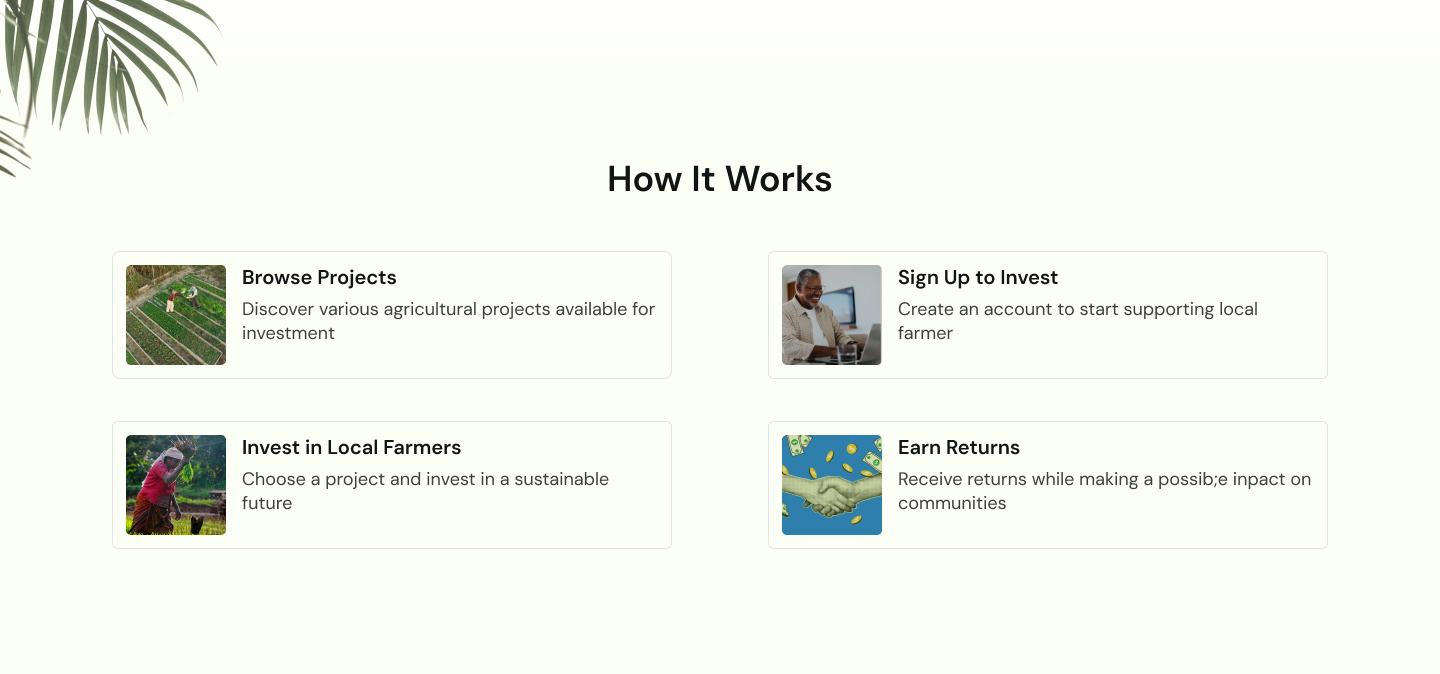 How It Works
Browse Projects
Discover various agricultural projects available for
investment
Sign Up to Invest
Create an account to start supporting local
farmer
Invest in Local Farmers
Choose a project and invest in a sustainable
future
Earn Returns
Receive returns while making a possib;e inpact on
communities